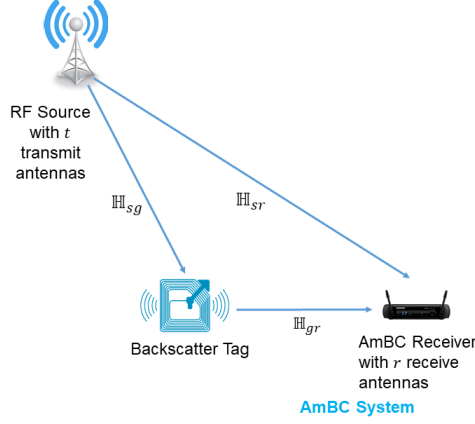 RF Source
with t
transmit
antennas
ℍsg
ℍsr
ℍgr
Backscatter Tag
AmBC Receiver
with r receive
antennas
AmBC System